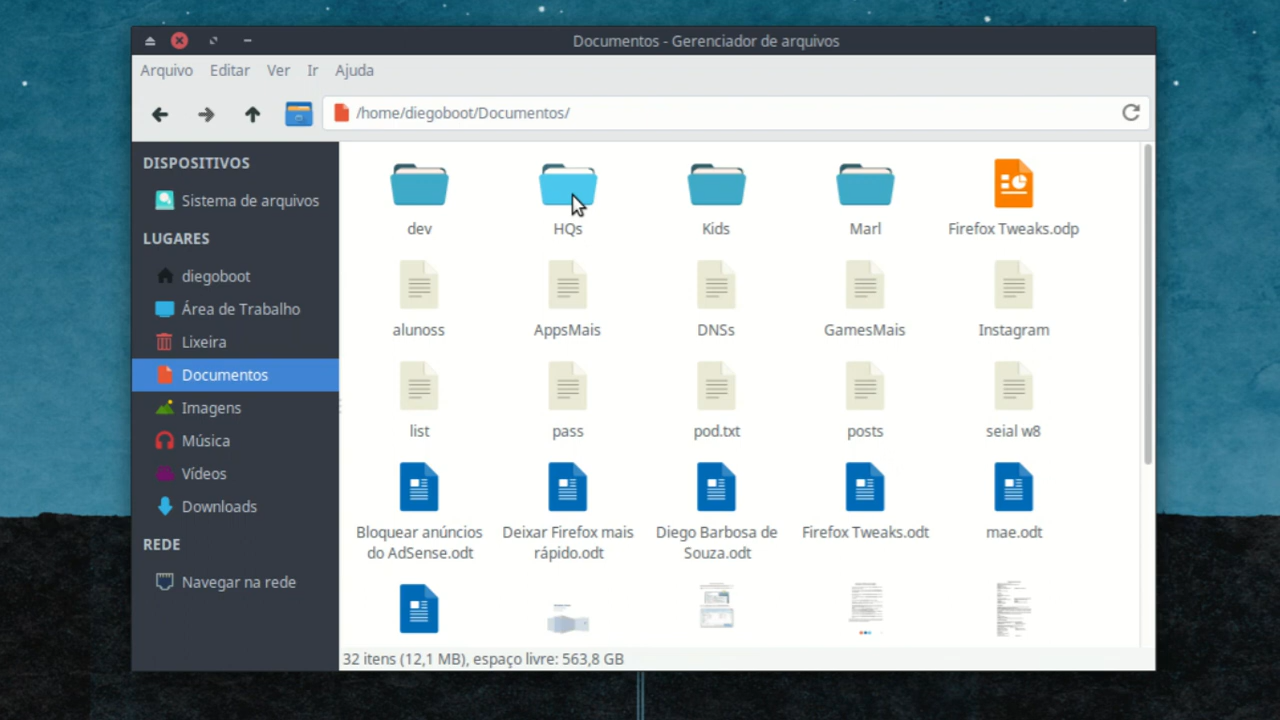 Documentos - Gerenciador de arquivos
Arquivo Editar Ver Ir Ajuda
/home/diegoboot/Documentos/
DISPOSITIVOS
Sistema de arquivos
LUGARES
diegoboot
Área de Trabalho
Lixeira
Documentos
Imagens
Música
Vídeos
Downloads
REDE
Navegar na rede
dev HQs Kids Marl Firefox Tweaks.odp
alunoss AppsMais DNSs GamesMais Instagram
list pass pod.txt posts seial w8
Bloquear anúncios Deixar Firefox mais Diego Barbosa de Firefox Tweaks.odt mae.odt
do AdSense.odt rápido.odt Souza.odt
32 itens (12,1 MB), espaço livre: 563,8 GB